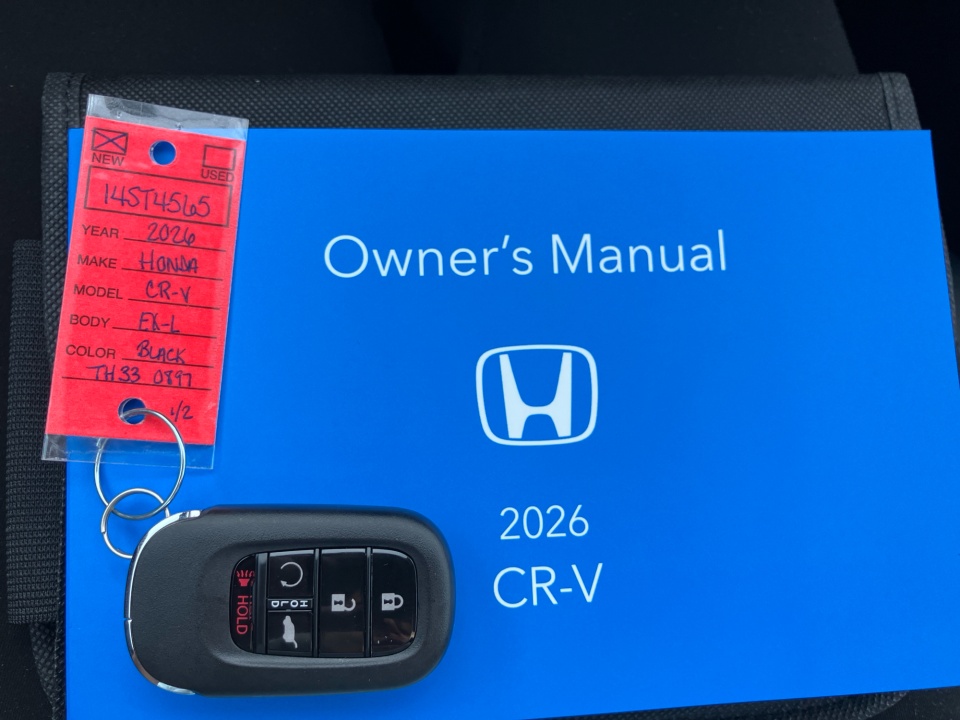 NEW
USED
14ST4565
YEAR 2026
MAKE HONDA
MODEL CR-V
BODY EX-L
COLOR BLACK
TH33 0897
1/2
Owner's Manual
2026
CR-V
HOLD
HOLD